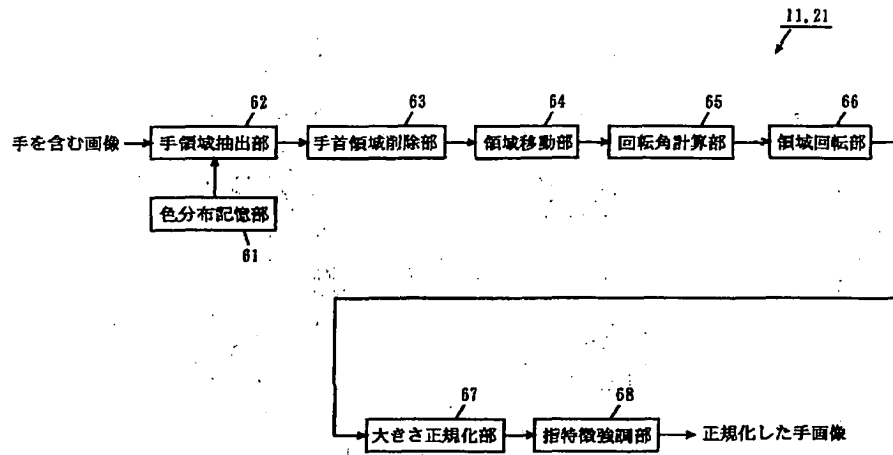 11,21
62 63 64 65 66
手を含む画像 手領域抽出部 手首領域削除部 領域移動部 回転角計算部 領域回転部
色分布記憶部
61
67 68
大きさ正規化部 指特徴強調部 正規化した手画像